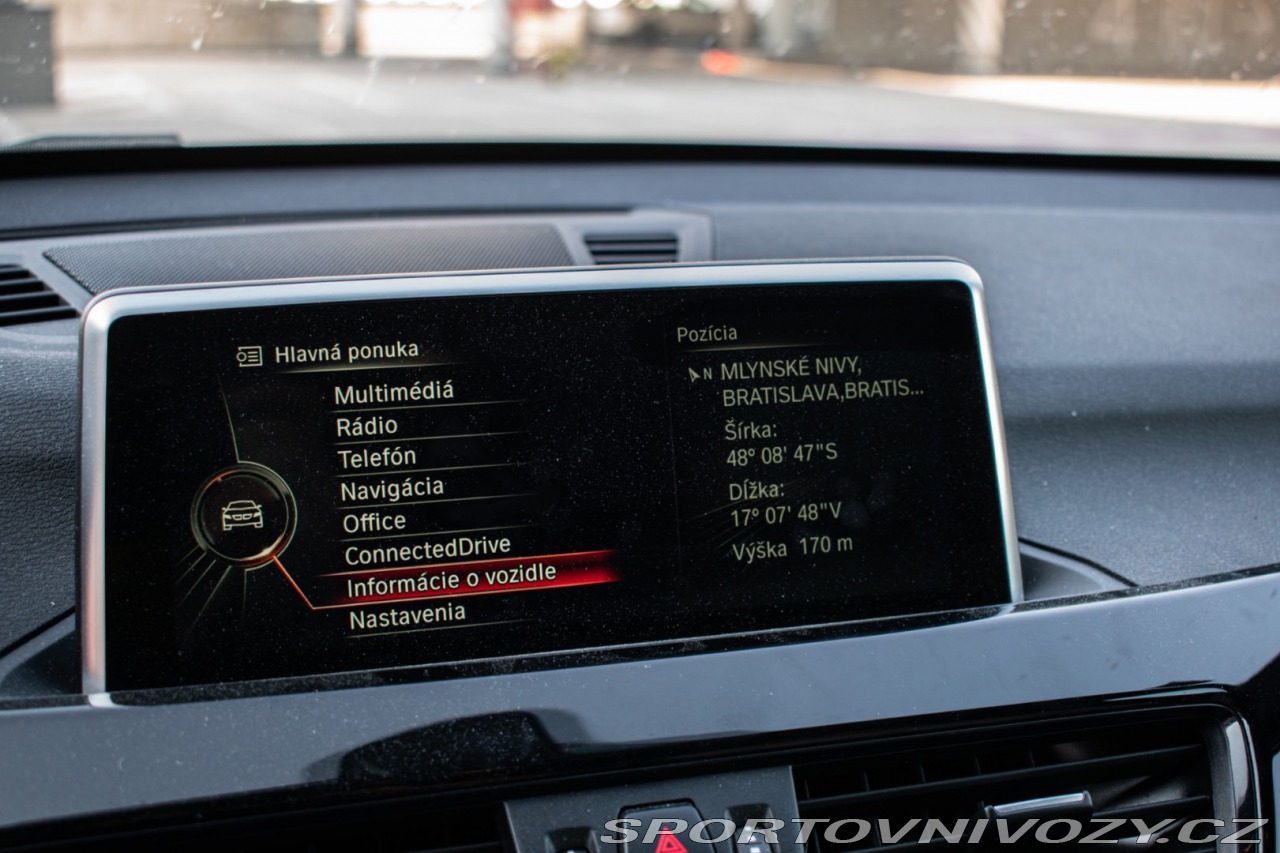 Hlavná ponuka
Multimédiá
Rádio
Telefón
Navigácia
Office
ConnectedDrive
Informácie o vozidle
Nastavenia
Pozícia
N MLYNSKÉ NIVY,
BRATISLAVA,BRATIS...
Šírka:
48° 08' 47"S
Dĺžka:
17° 07' 48"V
Výška 170 m
SPORTOVNIVOZY.CZ